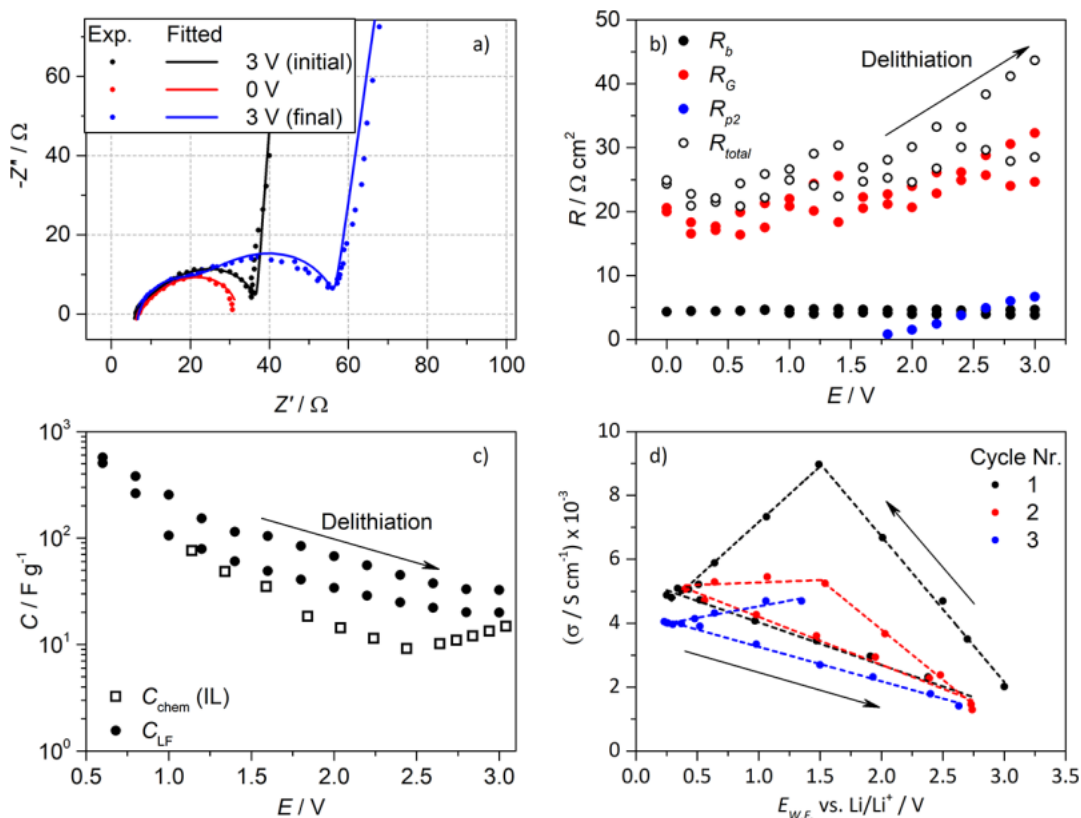 Exp. Fitted
3 V (initial)
0 V
3 V (final)
a)
-Z" / Ω
60
40
20
0
0 20 40 60 80 100
Z' / Ω
b)
R_b
R_G
R_p2
R_total
Delithiation
R / Ω cm²
50
40
30
20
10
0
0.0 0.5 1.0 1.5 2.0 2.5 3.0
E / V
c)
Delithiation
C_chem (IL)
C_LF
C / F g⁻¹
10³
10²
10¹
10⁰
0.5 1.0 1.5 2.0 2.5 3.0
E / V
d)
Cycle Nr.
1
2
3
(σ / S cm⁻¹) x 10⁻³
10
8
6
4
2
0
0.0 0.5 1.0 1.5 2.0 2.5 3.0 3.5
E_W.E. vs. Li/Li⁺ / V